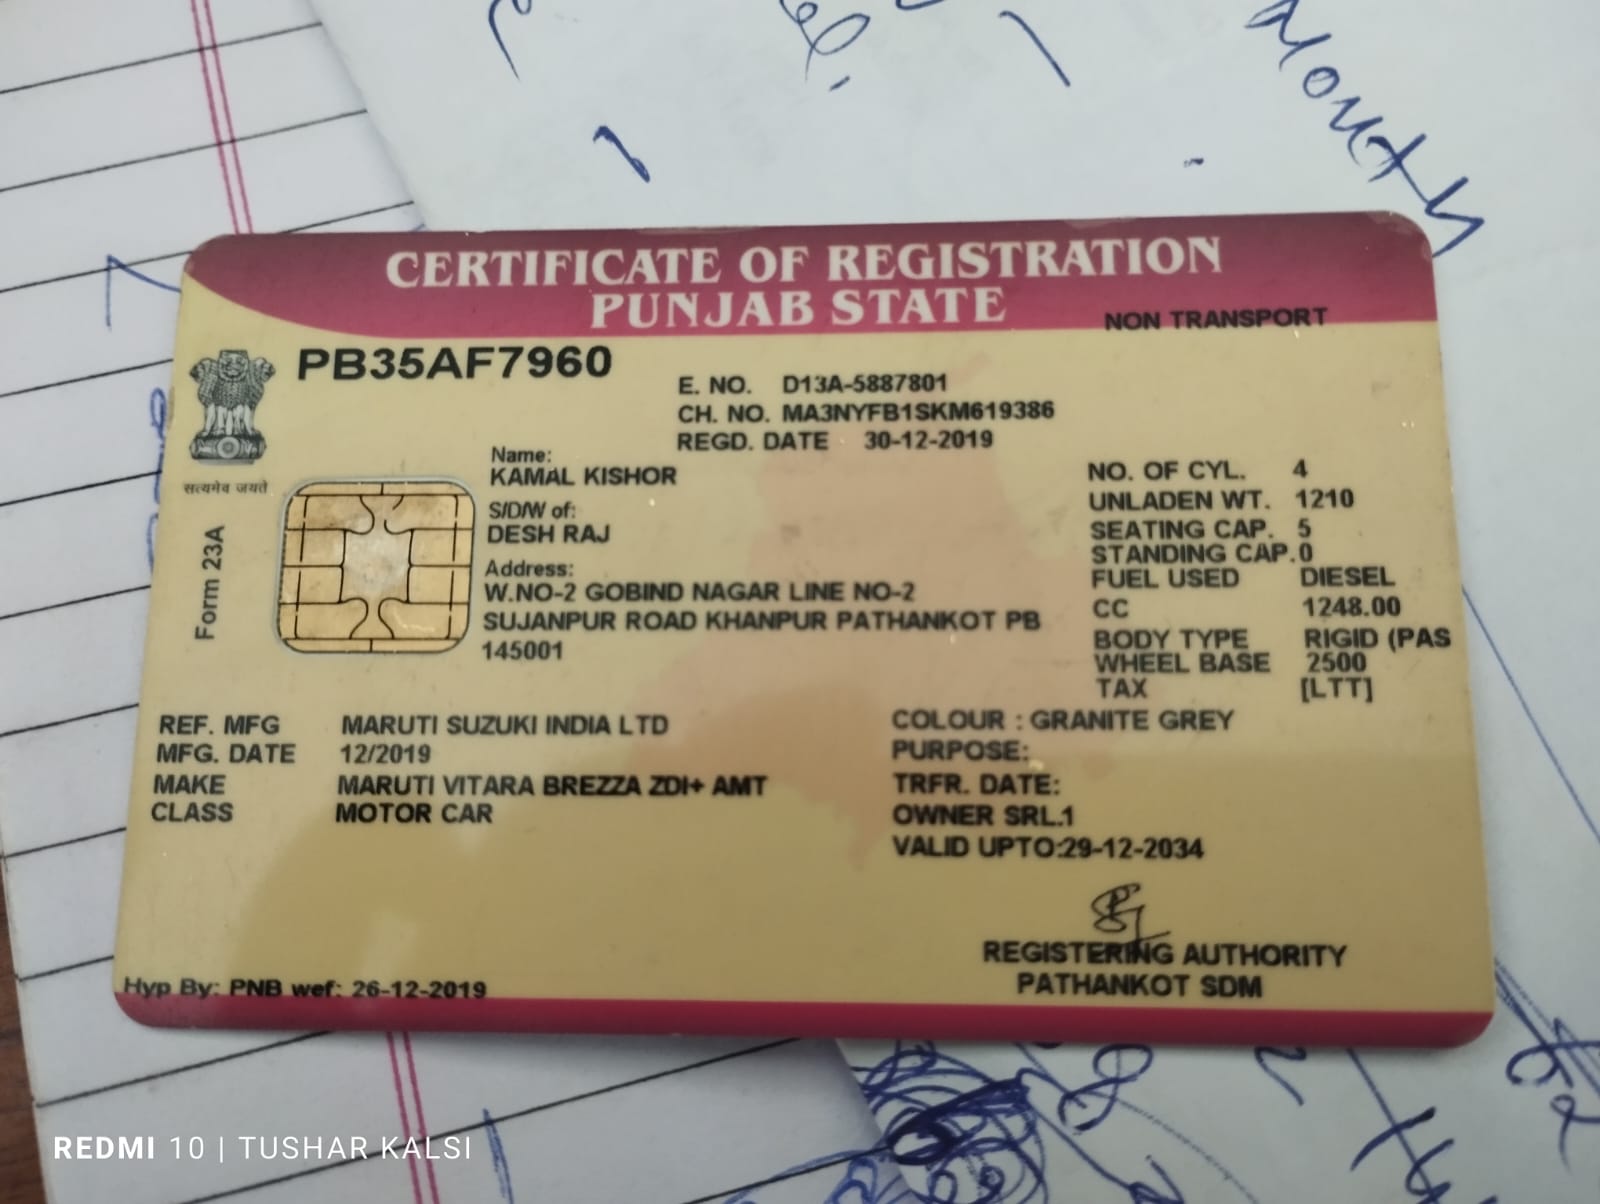 Mouth
CERTIFICATE OF REGISTRATION
PUNJAB STATE
NON TRANSPORT
PB35AF7960
E. NO. D13A-5887801
CH. NO. MA3NYFB1SKM619386
REGD. DATE 30-12-2019
सत्यमेव जयते
Form 23A
Name:
KAMAL KISHOR
S/D/W of:
DESH RAJ
Address:
W.NO-2 GOBIND NAGAR LINE NO-2
SUJANPUR ROAD KHANPUR PATHANKOT PB
145001
NO. OF CYL. 4
UNLADEN WT. 1210
SEATING CAP. 5
STANDING CAP.0
FUEL USED DIESEL
CC 1248.00
BODY TYPE RIGID (PAS
WHEEL BASE 2500
TAX [LTT]
REF. MFG MARUTI SUZUKI INDIA LTD
MFG. DATE 12/2019
MAKE MARUTI VITARA BREZZA ZDI+ AMT
CLASS MOTOR CAR
COLOUR : GRANITE GREY
PURPOSE:
TRFR. DATE:
OWNER SRL.1
VALID UPTO:29-12-2034
REGISTERING AUTHORITY
PATHANKOT SDM
Hyp By: PNB wef: 26-12-2019
REDMI 10 | TUSHAR KALSI